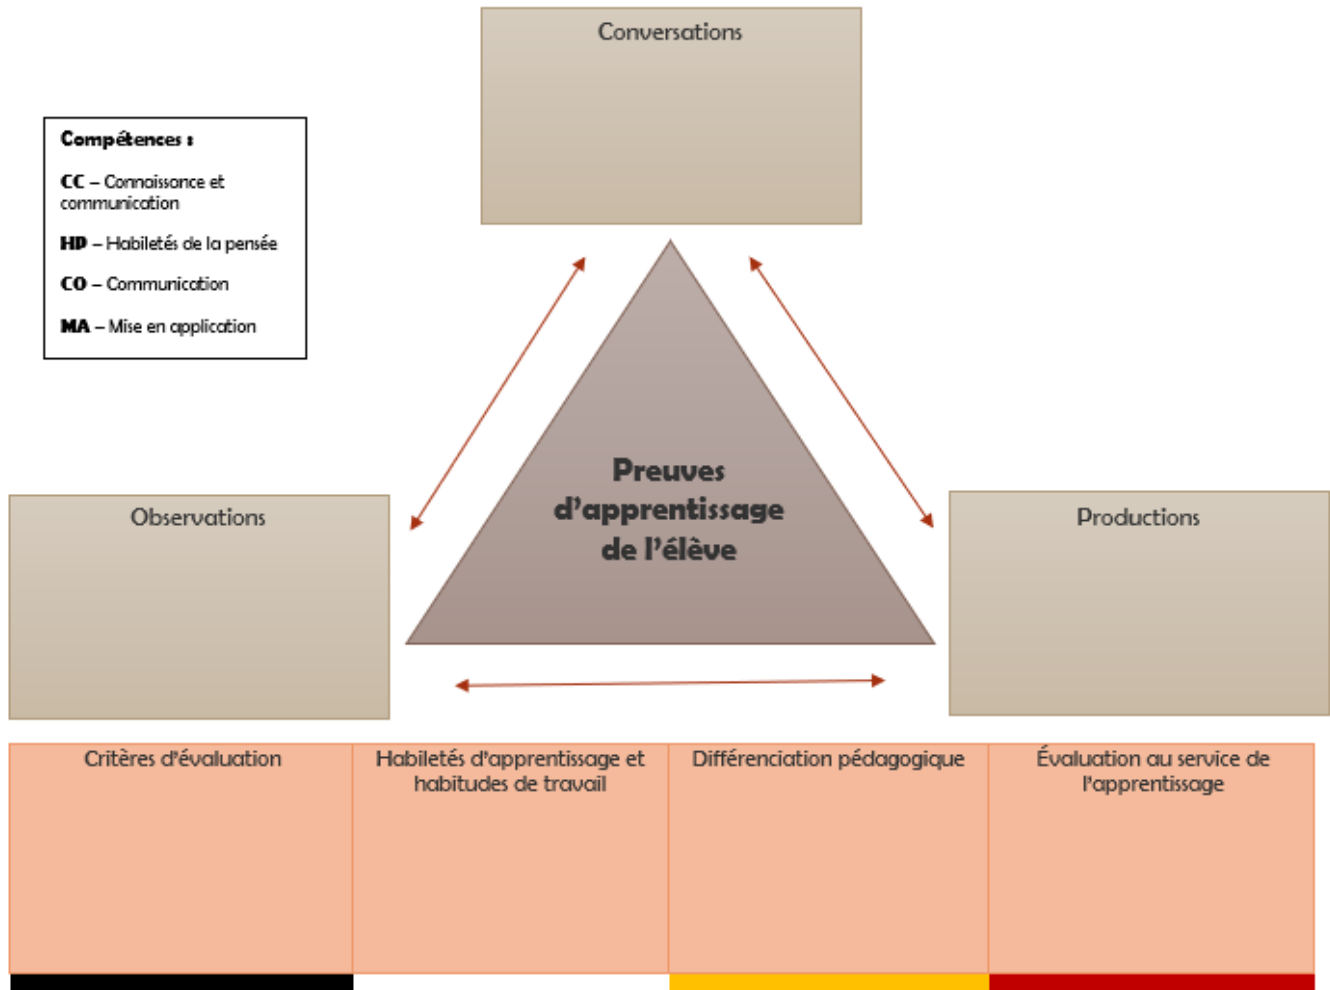 Conversations
Compétences :
CC – Connaissance et
communication
HP – Habiletés de la pensée
CO – Communication
MA – Mise en application
Preuves
d'apprentissage
de l'élève
Observations
Productions
Critères d'évaluation
Habiletés d'apprentissage et
habitudes de travail
Différenciation pédagogique
Évaluation au service de
l'apprentissage